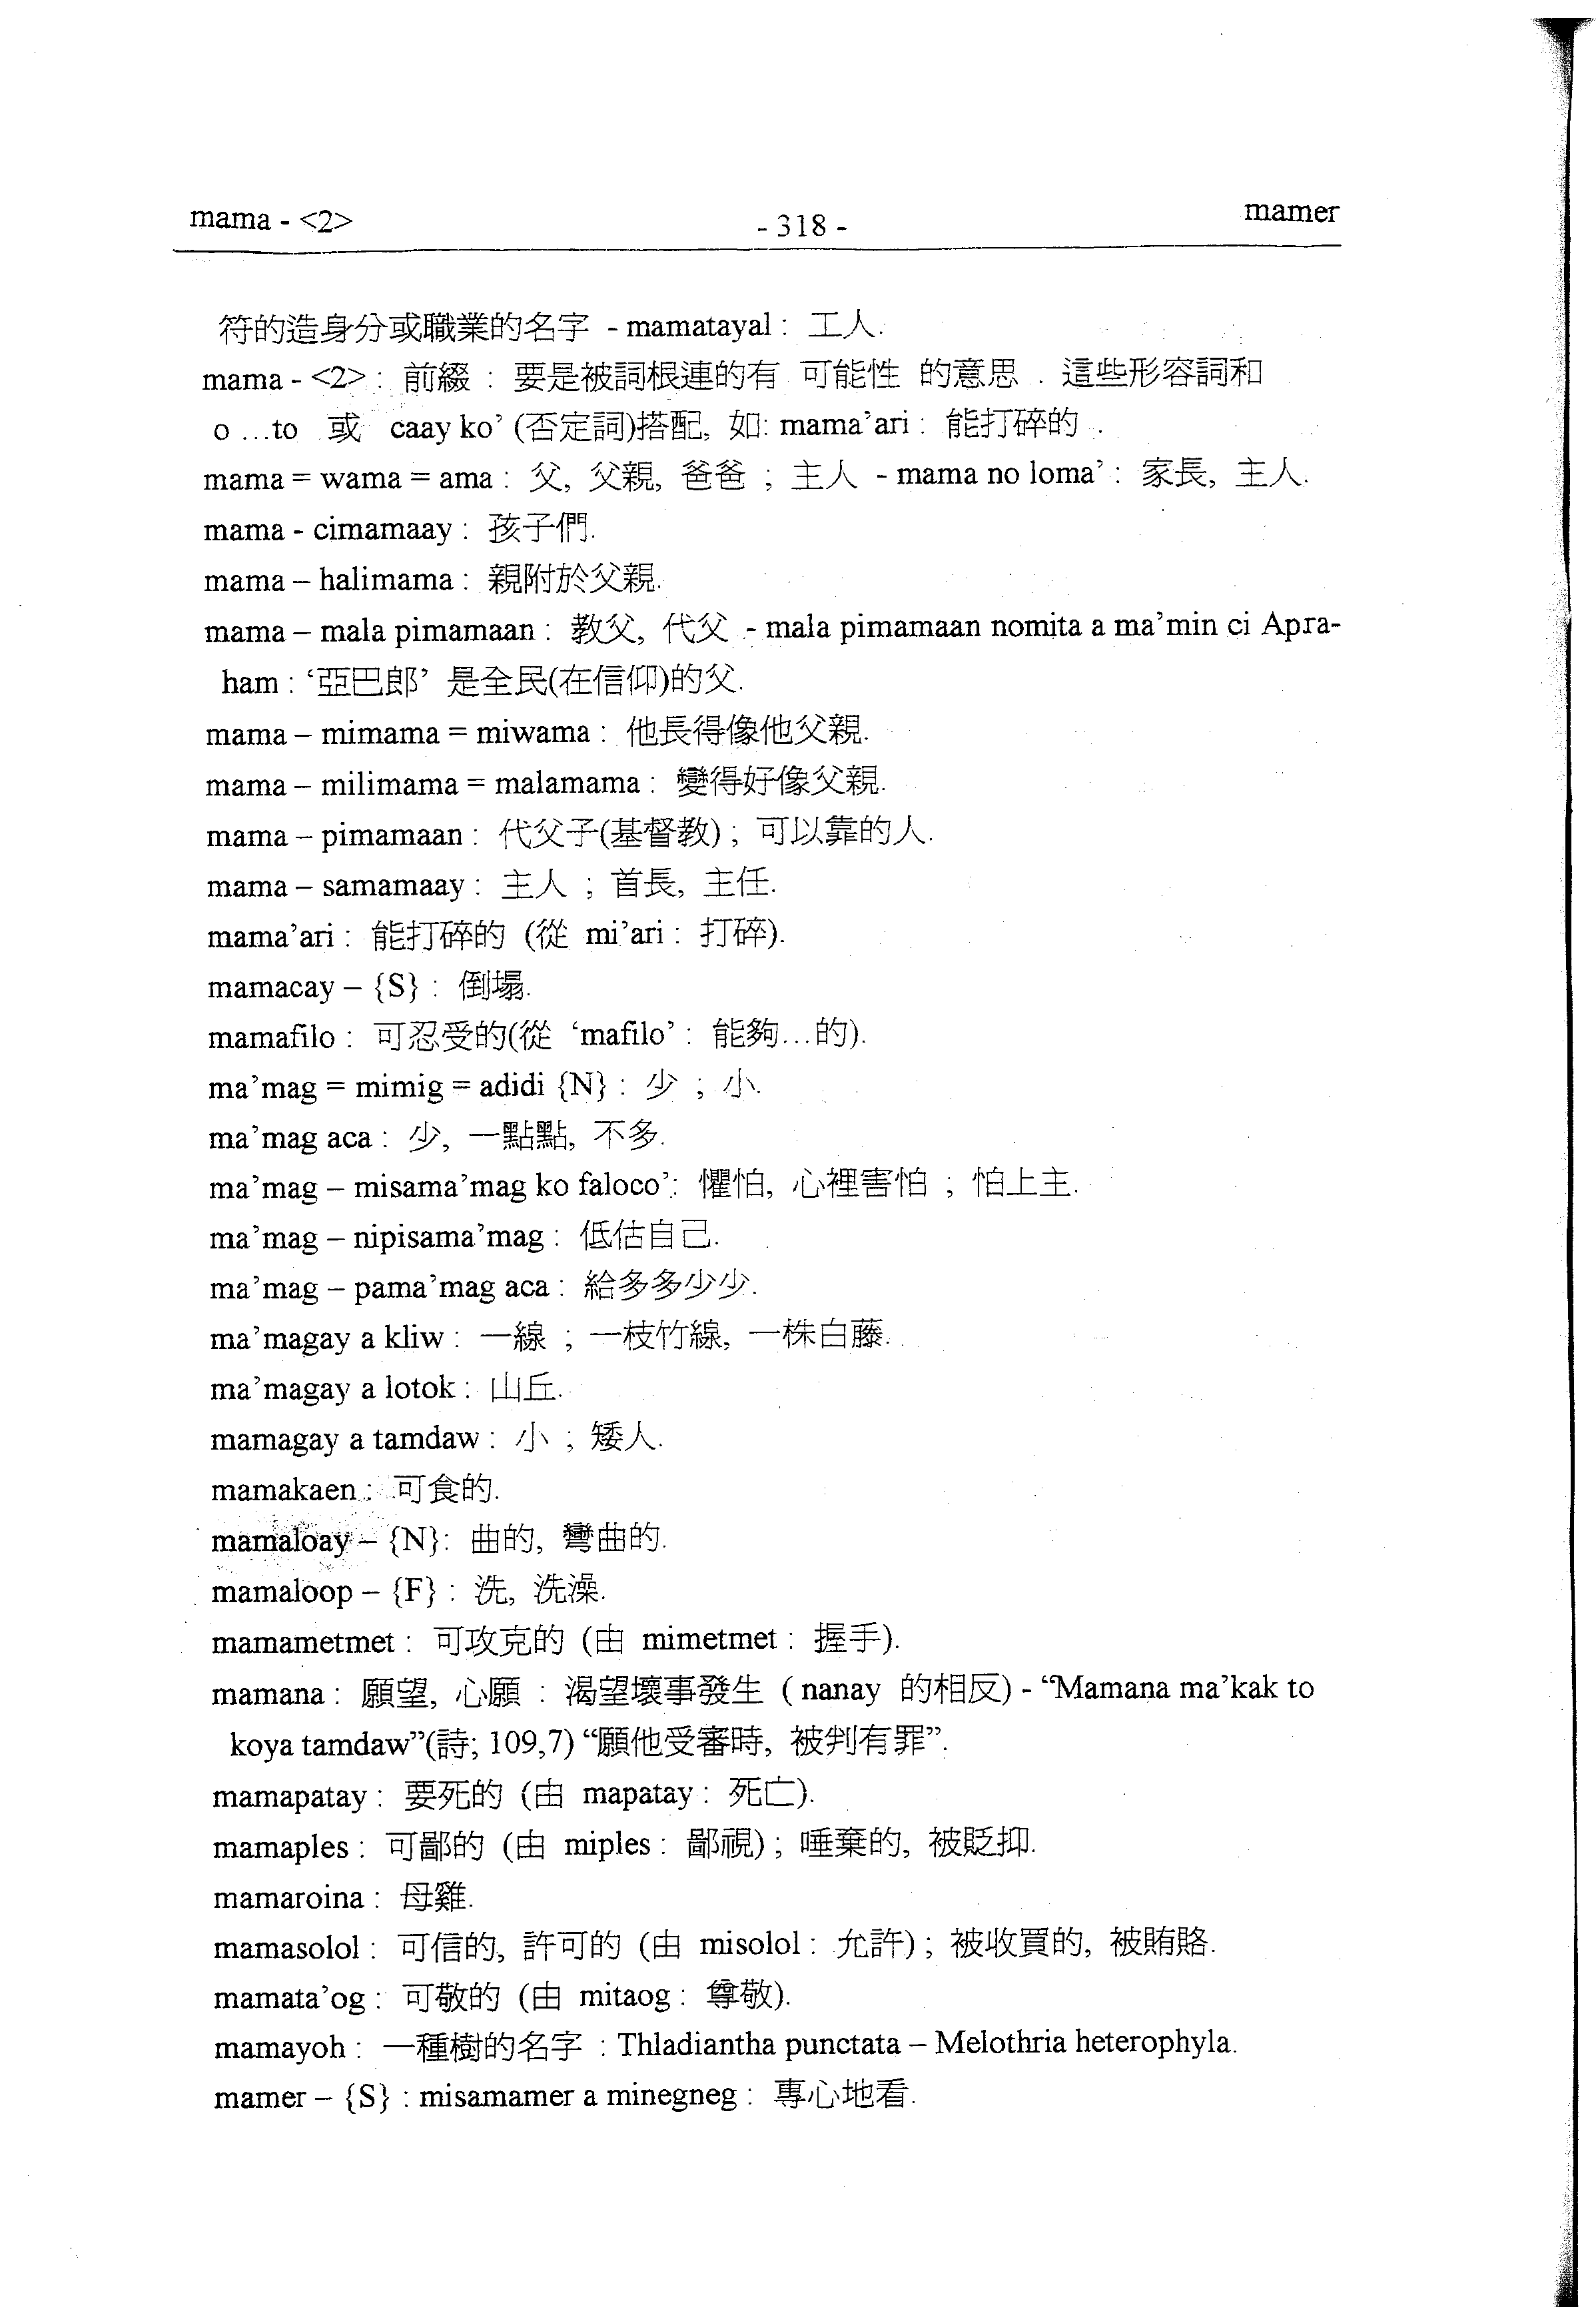 mama - <2>
- 318 -
mamer
符的造身分或職業的名字 - mamatayal : 工人.
mama - <2> : 前綴 : 要是被詞根連的有 可能性 的意思 . 這些形容詞和
o ...to 或 caay ko’ (否定詞)搭配, 如: mama’ari : 能打碎的 .
mama = wama = ama : 父, 父親, 爸爸 ; 主人 - mama no loma’ : 家長, 主人.
mama - cimamaay : 孩子們.
mama – halimama : 親附於父親.
mama – mala pimamaan : 教父, 代父 - mala pimamaan nomita a ma’min ci Apra-
ham : ‘亞巴郎’ 是全民(在信仰)的父.
mama – mimama = miwama : 他長得像他父親.
mama – milimama = malamama : 變得好像父親.
mama – pimamaan : 代父子(基督教) ; 可以靠的人.
mama – samamaay : 主人 ; 首長, 主任.
mama’ari : 能打碎的 (從 mi’ari : 打碎).
mamacay – {S} : 倒塌.
mamafilo : 可忍受的(從 ‘mafilo’ : 能夠...的).
ma’mag = mimig = adidi {N} : 少 ; 小.
ma’mag aca : 少, 一點點, 不多.
ma’mag – misama’mag ko faloco’: 懼怕, 心裡害怕 ; 怕上主.
ma’mag – nipisama’mag : 低估自己.
ma’mag – pama’mag aca : 給多多少少.
ma’magay a kliw : 一線 ; 一枝竹線, 一株白藤.
ma’magay a lotok : 山丘.
mamagay a tamdaw : 小 ; 矮人.
mamakaen : 可食的.
mamaloay – {N}: 曲的, 彎曲的.
mamaloop – {F} : 洗, 洗澡.
mamametmet : 可攻克的 (由 mimetmet : 握手).
mamana : 願望, 心願 : 渴望壞事發生 ( nanay 的相反) - “Mamana ma’kak to
koya tamdaw”(詩; 109,7) “願他受審時, 被判有罪”.
mamapatay : 要死的 (由 mapatay : 死亡).
mamaples : 可鄙的 (由 miples : 鄙視) ; 唾棄的, 被貶抑.
mamaroina : 母雞.
mamasolol : 可信的, 許可的 (由 misolol : 允許) ; 被收買的, 被賄賂.
mamata’og : 可敬的 (由 mitaog : 尊敬).
mamayoh : 一種樹的名字 : Thladiantha punctata – Melothria heterophyla.
mamer – {S} : misamamer a minegneg : 專心地看.